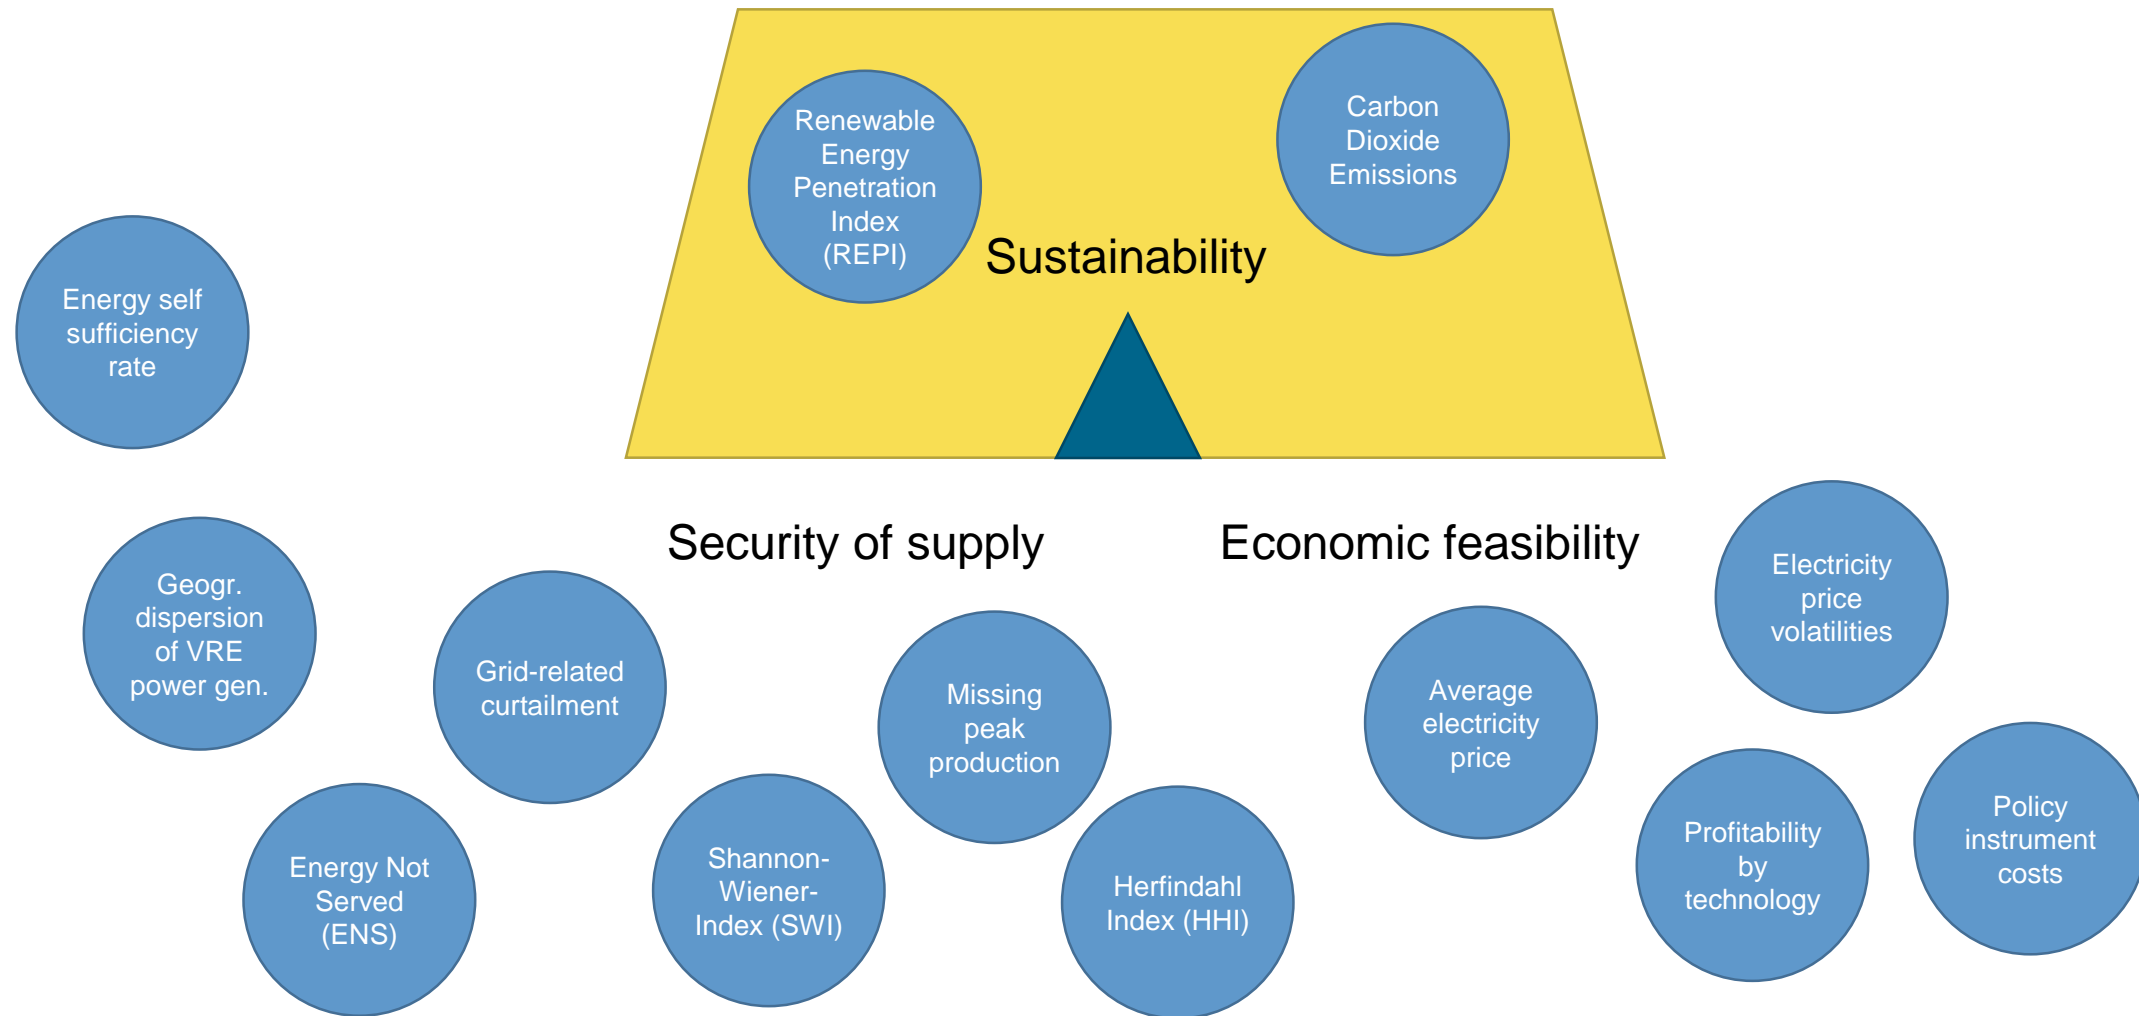 Renewable
Energy
Penetration
Index
(REPI)
Carbon
Dioxide
Emissions
Sustainability
Energy self
sufficiency
rate
Security of supply
Economic feasibility
Geogr.
dispersion
of VRE
power gen.
Grid-related
curtailment
Missing
peak
production
Average
electricity
price
Electricity
price
volatilities
Energy Not
Served
(ENS)
Shannon-
Wiener-
Index (SWI)
Herfindahl
Index (HHI)
Profitability
by
technology
Policy
instrument
costs